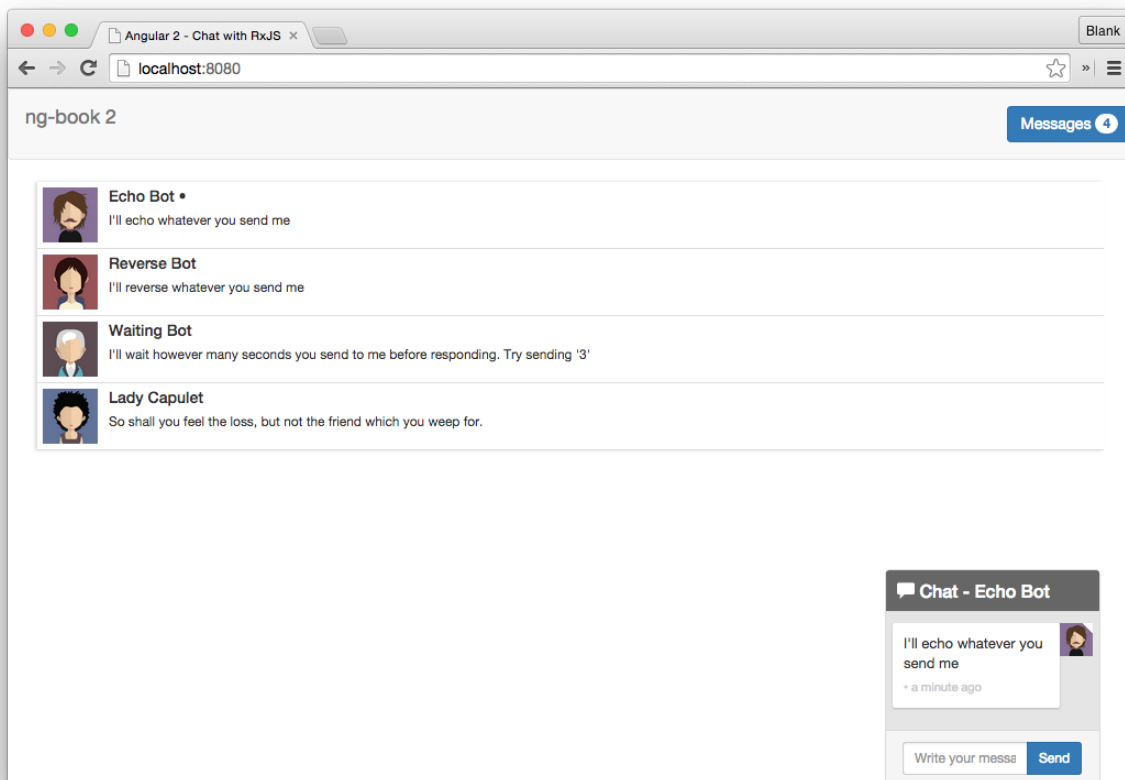 Angular 2 - Chat with RxJS
Blank
localhost:8080
ng-book 2
Messages 4
Echo Bot •
I'll echo whatever you send me
Reverse Bot
I'll reverse whatever you send me
Waiting Bot
I'll wait however many seconds you send to me before responding. Try sending '3'
Lady Capulet
So shall you feel the loss, but not the friend which you weep for.
Chat - Echo Bot
I'll echo whatever you
send me
• a minute ago
Write your messa
Send